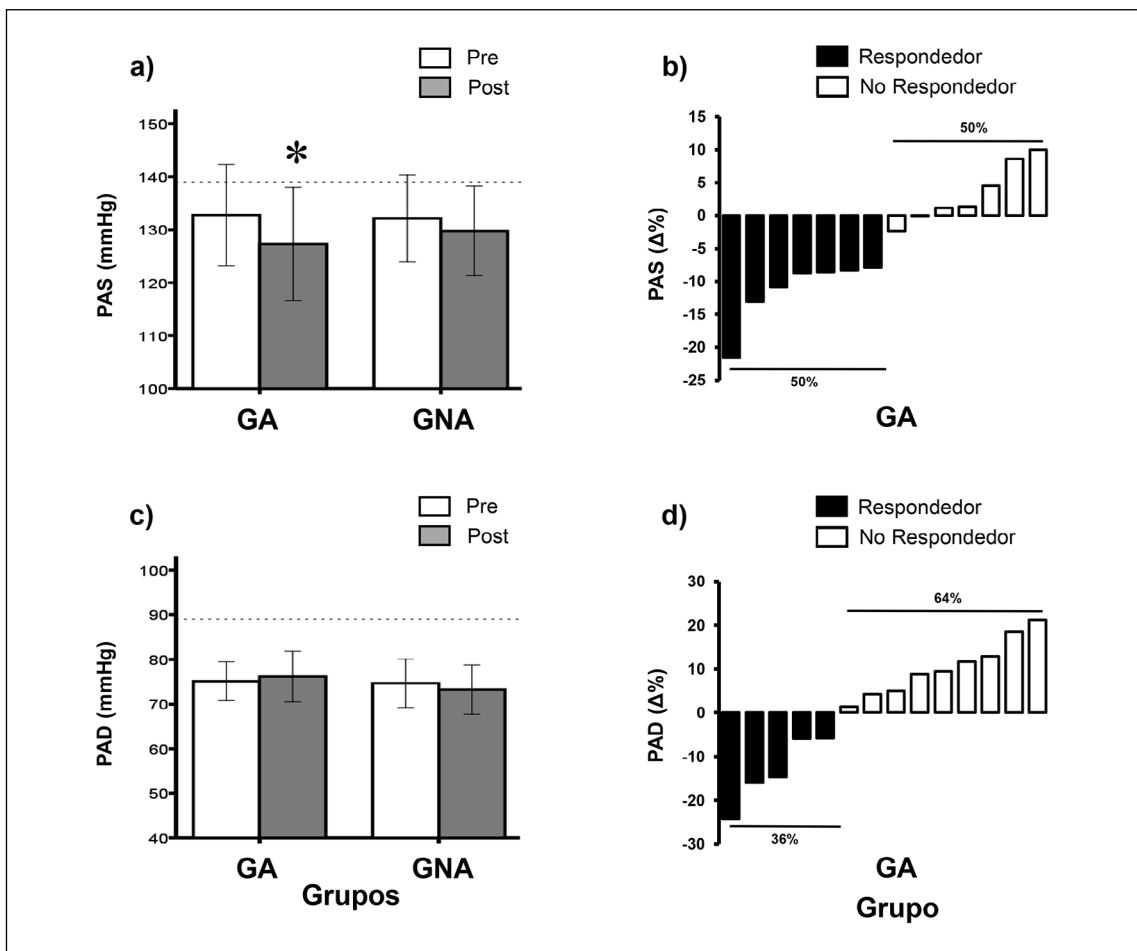 a)
Pre
Post
150
140
130
120
110
100
PAS (mmHg)
*
GA
GNA
b)
Respondedor
No Respondedor
10
5
0
-5
-10
-15
-20
-25
PAS (Δ%)
50%
50%
GA
c)
Pre
Post
100
90
80
70
60
50
40
PAD (mmHg)
GA
GNA
Grupos
d)
Respondedor
No Respondedor
30
20
10
0
-10
-20
-30
PAD (Δ%)
64%
36%
GA
Grupo